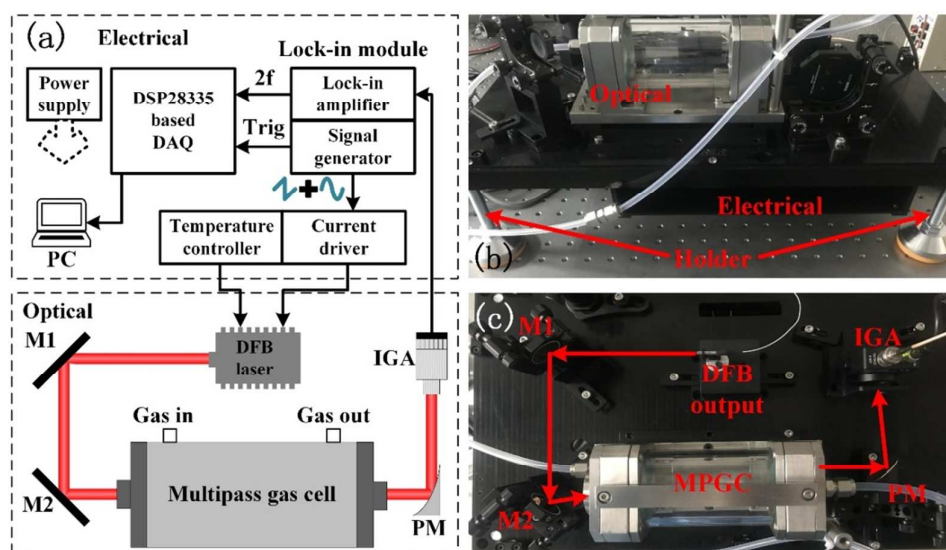 (a)
Electrical
Lock-in module
Power
supply
DSP28335
based
DAQ
2f
Trig
Lock-in
amplifier
Signal
generator
PC
Temperature
controller
Current
driver
Optical
M1
DFB
laser
IGA
Gas in
Gas out
M2
Multipass gas cell
PM
Optical
Electrical
(b)
Holder
(c)
M1
IGA
DFB
output
MPGC
M2
PM